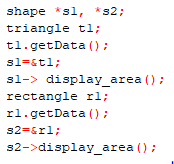 shape *s1, *s2;
triangle t1;
t1.getData();
s1=&t1;
s1-> display_area();
rectangle r1;
r1.getData();
s2=&r1;
s2->display_area();